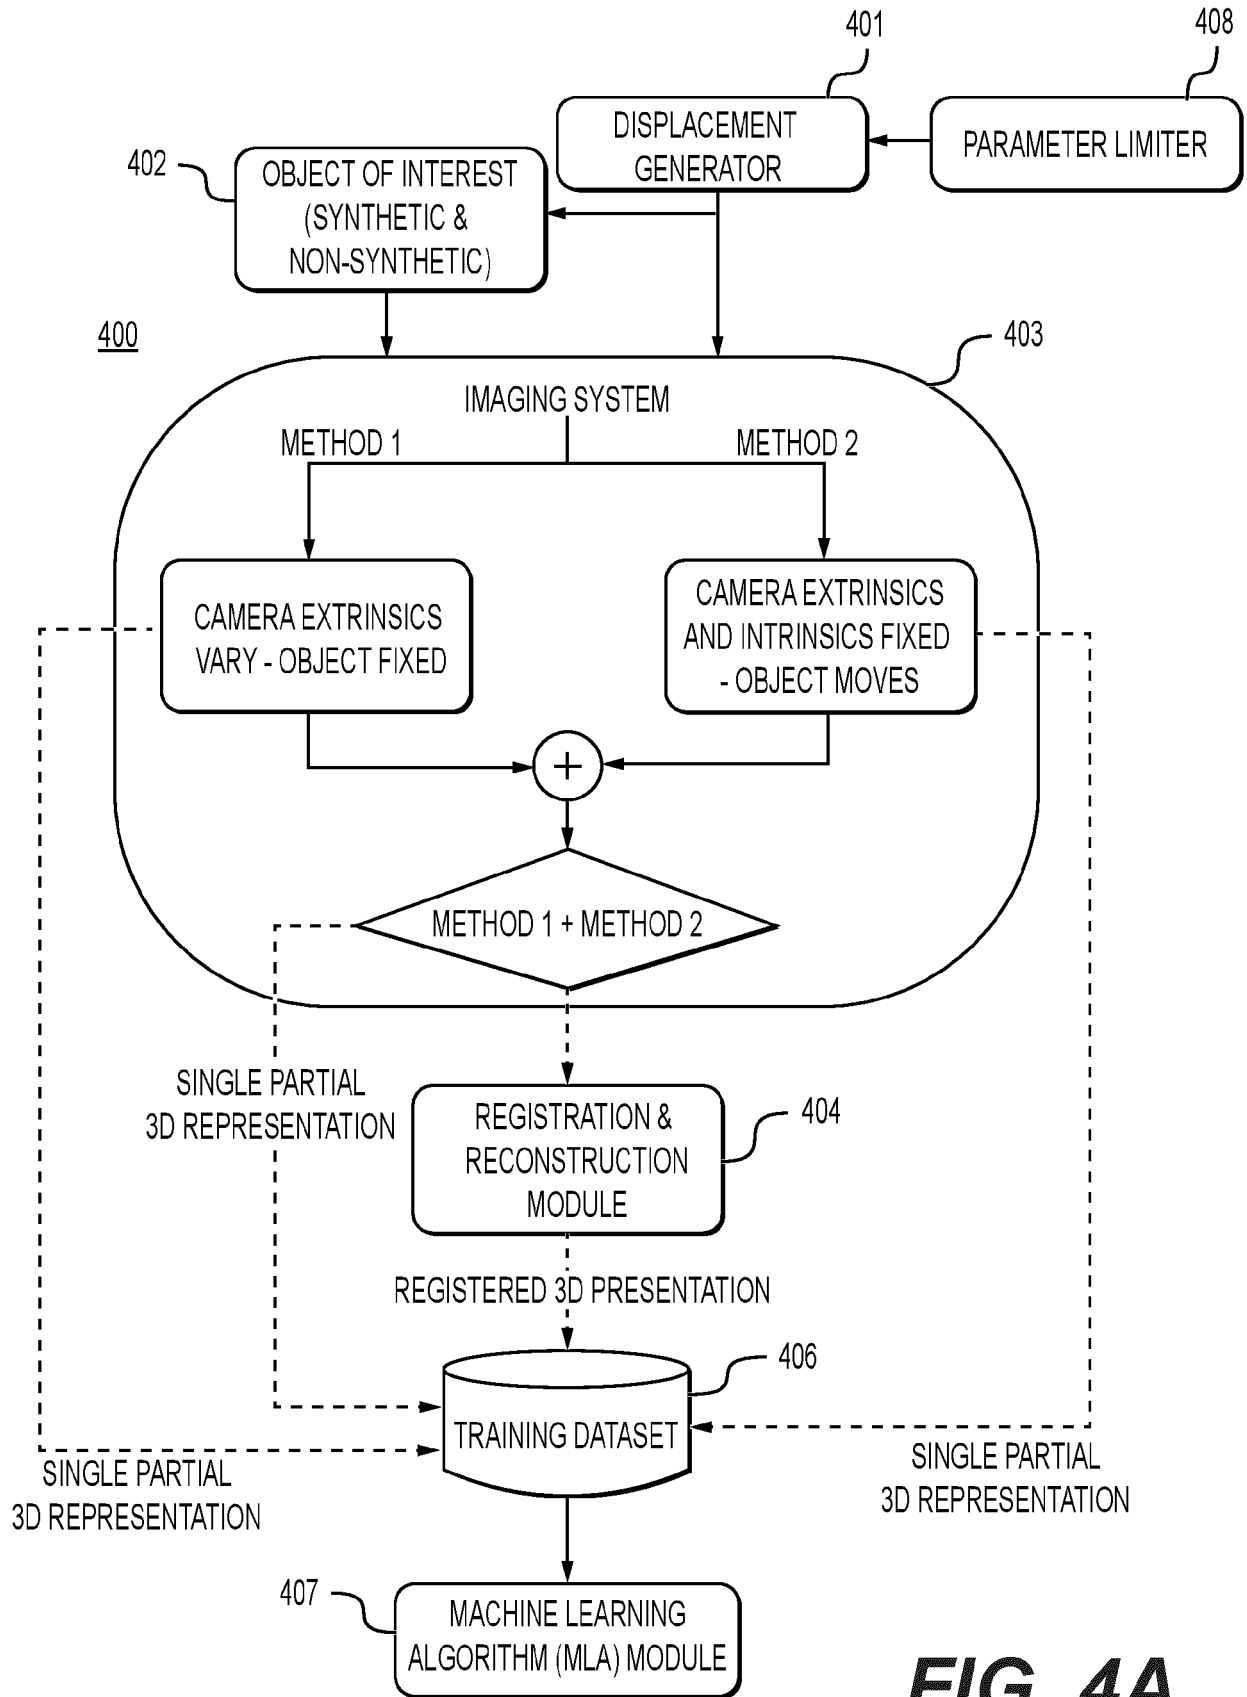 401
408
DISPLACEMENT
GENERATOR
PARAMETER LIMITER
402
OBJECT OF INTEREST
(SYNTHETIC &
NON-SYNTHETIC)
400
403
IMAGING SYSTEM
METHOD 1
METHOD 2
CAMERA EXTRINSICS
VARY - OBJECT FIXED
CAMERA EXTRINSICS
AND INTRINSICS FIXED
- OBJECT MOVES
+
METHOD 1 + METHOD 2
SINGLE PARTIAL
3D REPRESENTATION
REGISTRATION &
RECONSTRUCTION
MODULE
404
REGISTERED 3D PRESENTATION
406
TRAINING DATASET
SINGLE PARTIAL
3D REPRESENTATION
SINGLE PARTIAL
3D REPRESENTATION
407
MACHINE LEARNING
ALGORITHM (MLA) MODULE
FIG. 4A